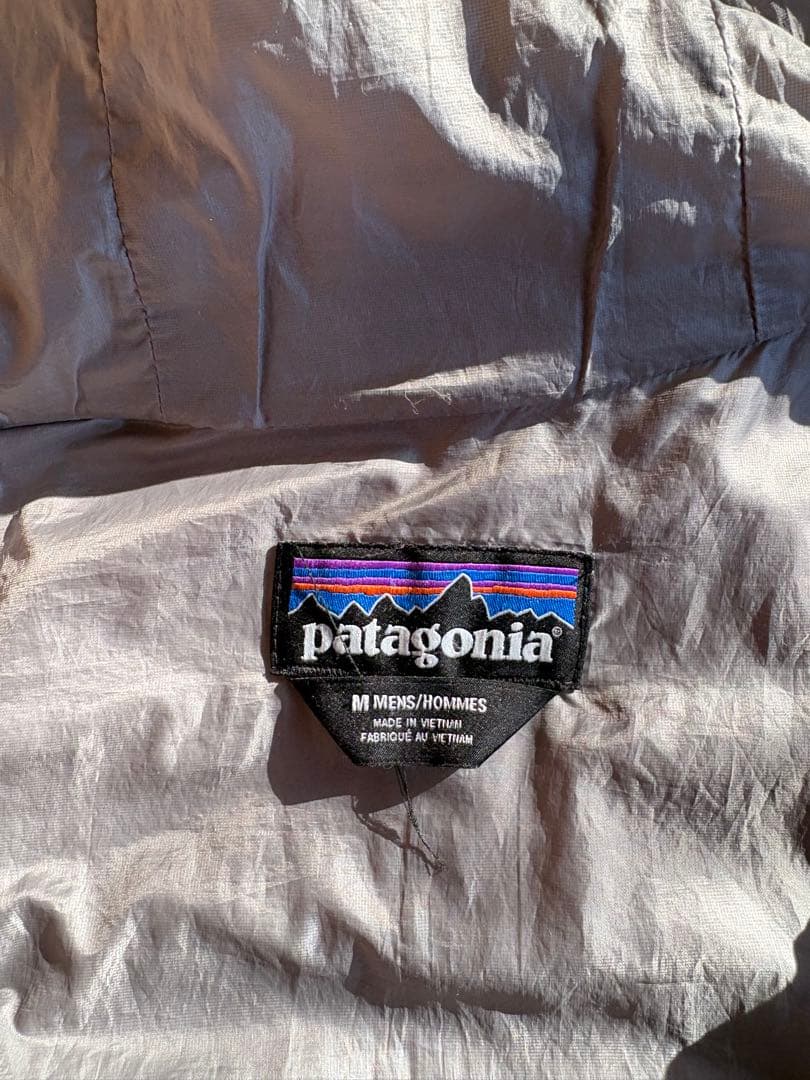 patagonia®
M MENS/HOMMES
MADE IN VIETNAM
FABRIQUÉ AU VIETNAM